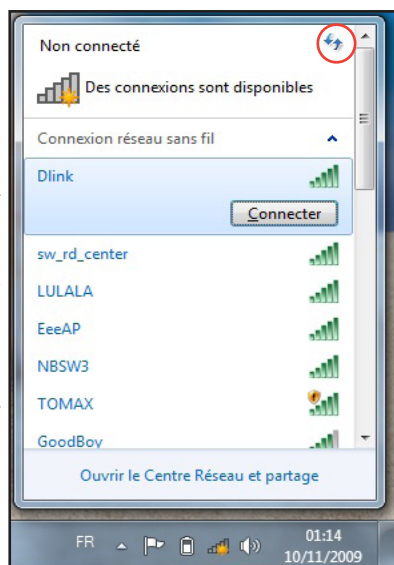 Non connecté
Des connexions sont disponibles
Connexion réseau sans fil
Dlink
Connecter
sw_rd_center
LULALA
EeeAP
NBSW3
TOMAX
GoodBoy
Ouvrir le Centre Réseau et partage
FR
01:14
10/11/2009